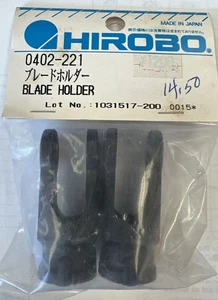 MADE IN JAPAN
HIROBO
0402-221
ブレードホルダー
BLADE HOLDER
14.50
Lot No: 1031517-200 0015*